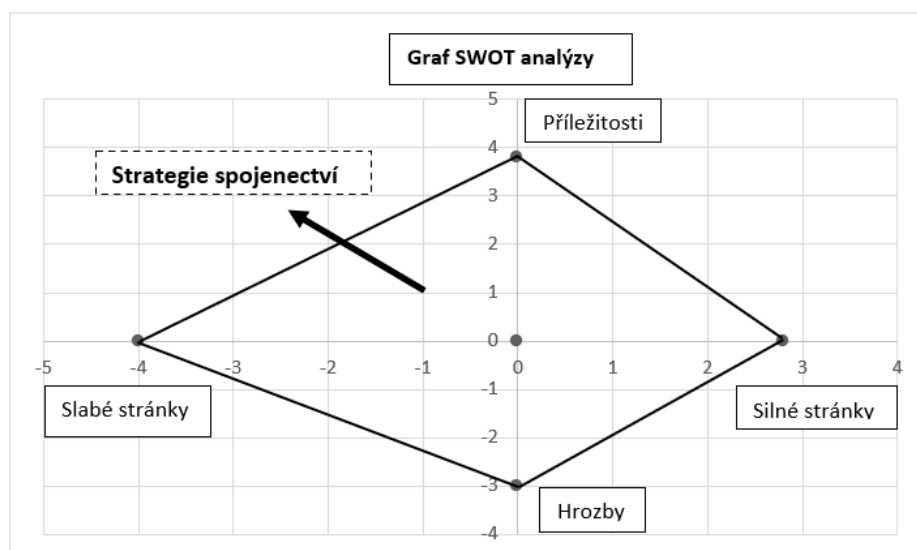 Graf SWOT analýzy
5
Příležitosti
4
Strategie spojenectví
3
2
1
0
-5 -4 -3 -2 -1 0 1 2 3 4
-1
Slabé stránky
Silné stránky
-2
-3
Hrozby
-4